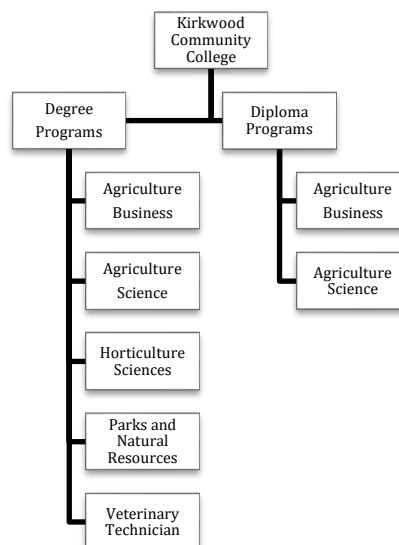 Kirkwood
Community
College
Degree
Programs
Diploma
Programs
Agriculture
Business
Agriculture
Science
Horticulture
Sciences
Parks and
Natural
Resources
Veterinary
Technician
Agriculture
Business
Agriculture
Science